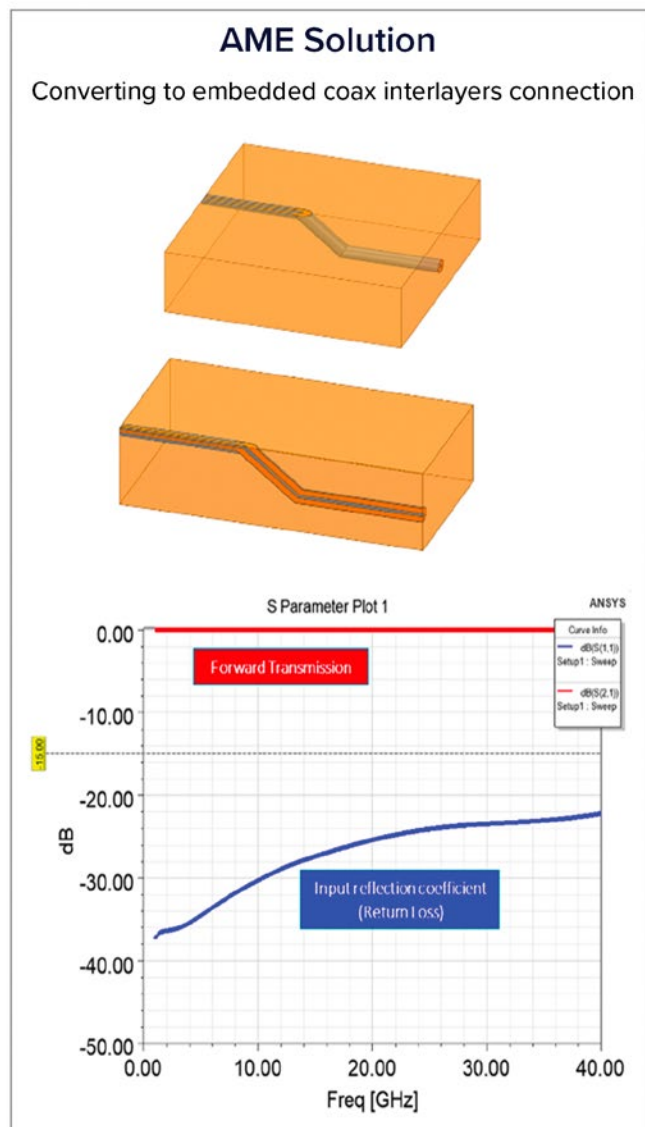 AME Solution
Converting to embedded coax interlayers connection
S Parameter Plot 1
ANSYS
Curve Info
dB(S(1,1))
Setup1 : Sweep
dB(S(2,1))
Setup1 : Sweep
Forward Transmission
Input reflection coefficient
(Return Loss)
0.00
-10.00
-15.00
-20.00
-30.00
-40.00
-50.00
dB
0.00
10.00
20.00
30.00
40.00
Freq [GHz]